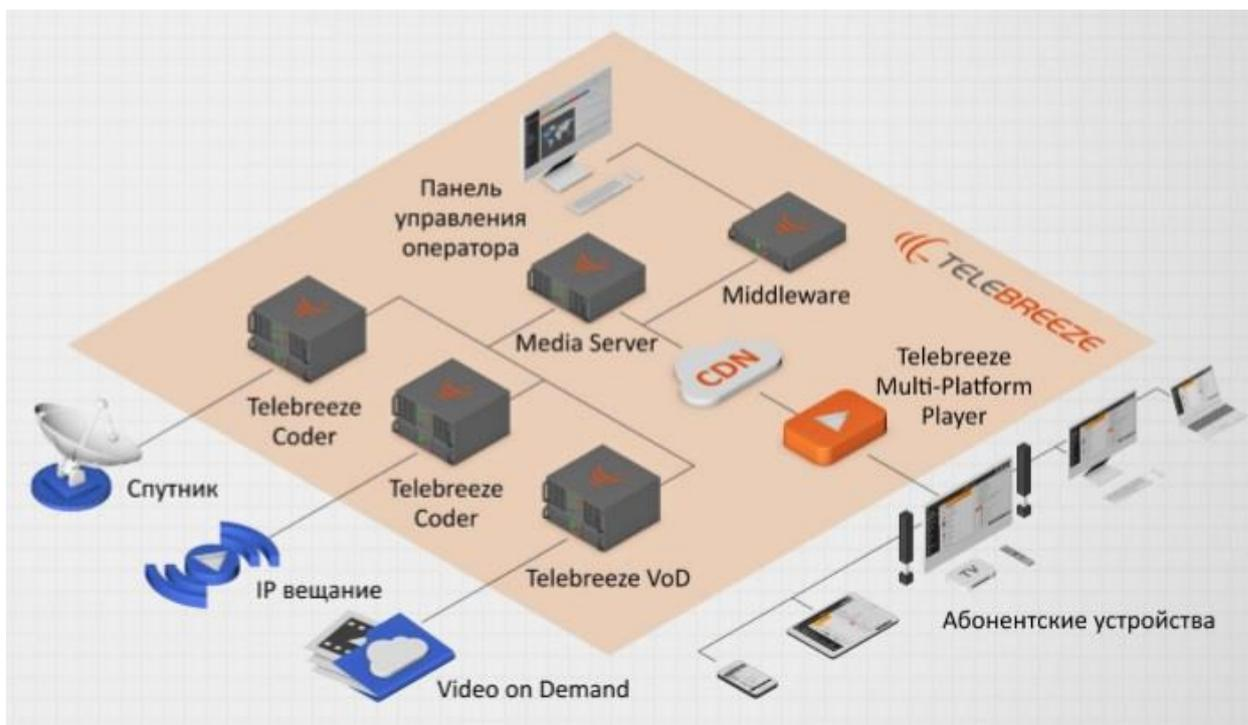 Панель
управления
оператора
Middleware
TELEBREEZE
Media Server
CDN
Telebreeze
Multi-Platform
Player
Telebreeze
Coder
Спутник
Telebreeze
Coder
IP вещание
Telebreeze VoD
TV
Абонентские устройства
Video on Demand